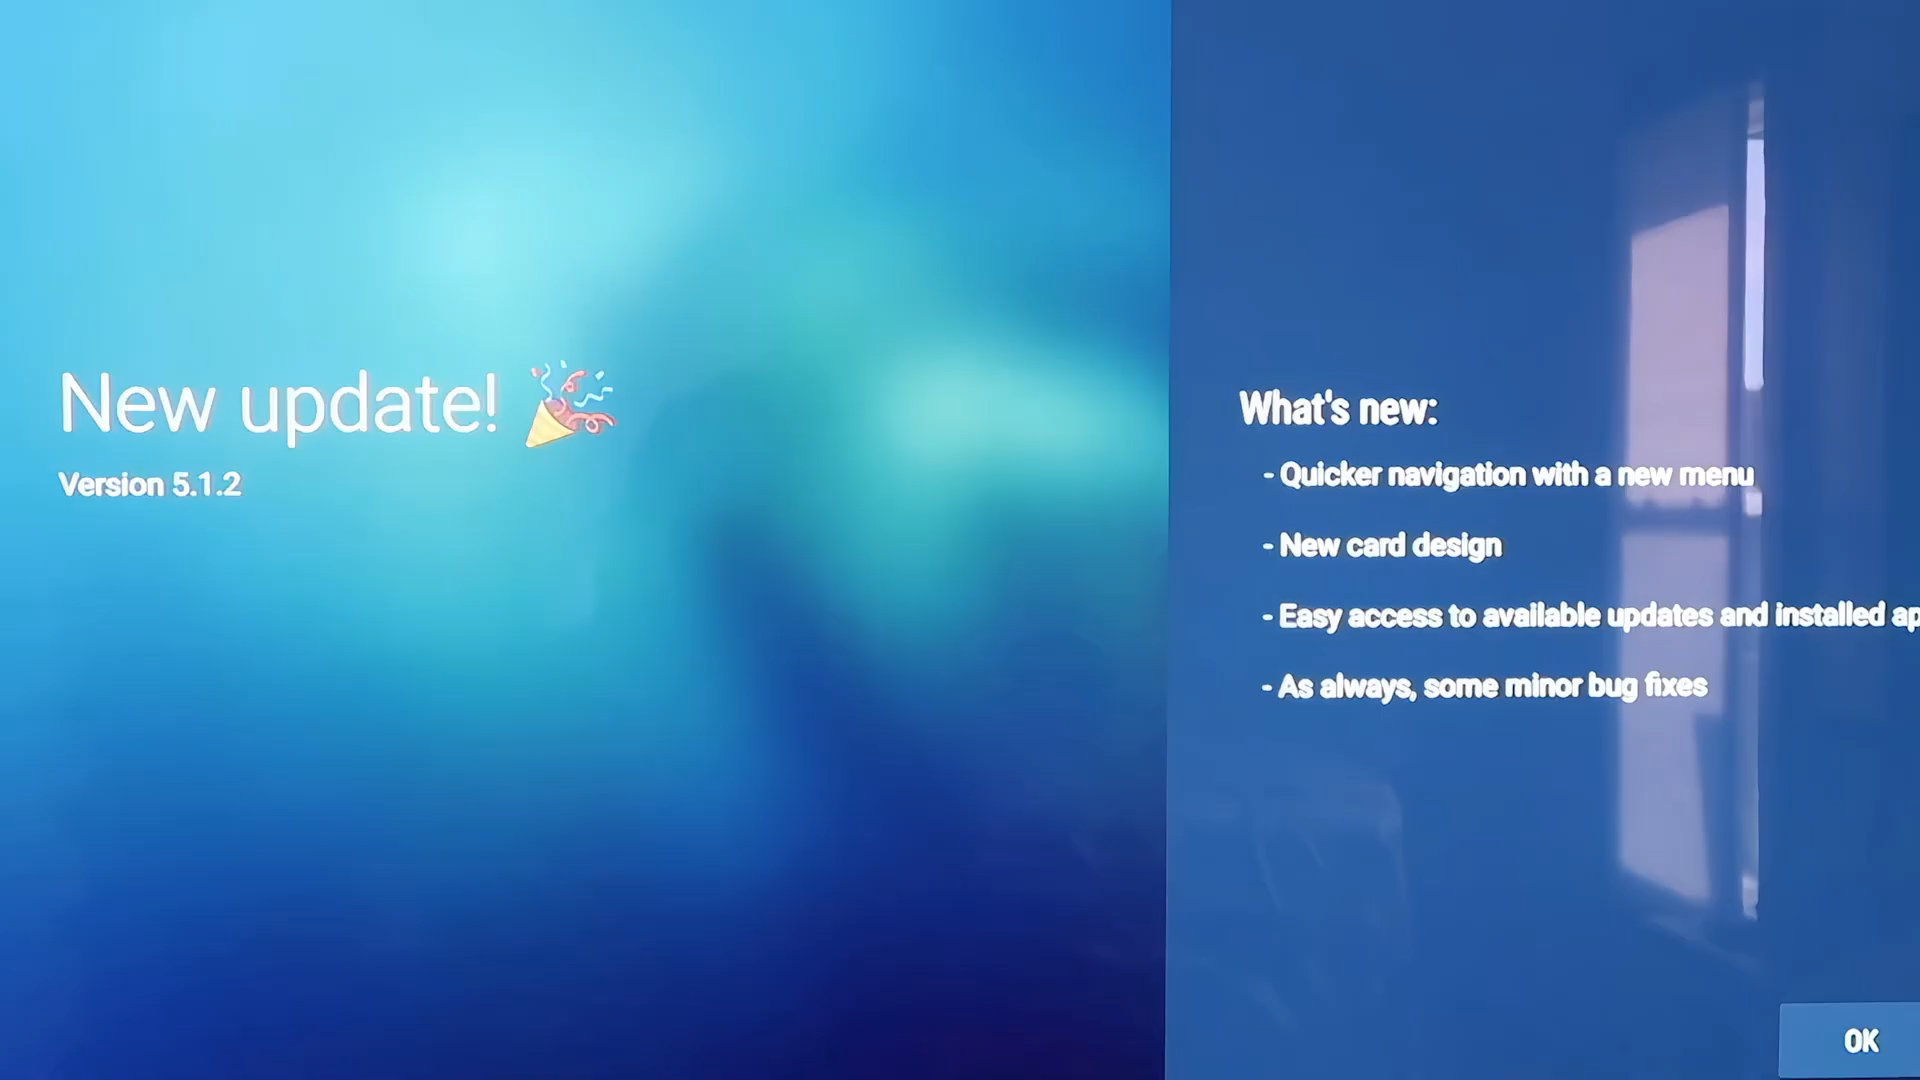 New update! 🎉
Version 5.1.2
What's new:
- Quicker navigation with a new menu
- New card design
- Easy access to available updates and installed ap
- As always, some minor bug fixes
OK